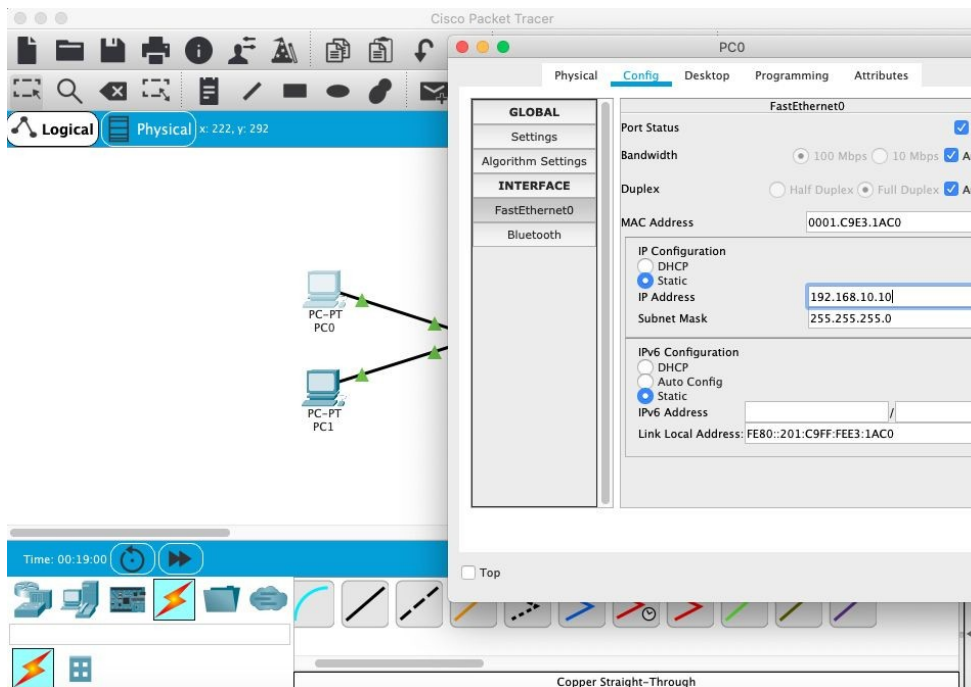 Cisco Packet Tracer
Logical
Physical
x: 222, y: 292
PC-PT
PC0
PC-PT
PC1
Time: 00:19:00
PC0
Physical
Config
Desktop
Programming
Attributes
GLOBAL
Settings
Algorithm Settings
INTERFACE
FastEthernet0
Bluetooth
FastEthernet0
Port Status
Bandwidth
100 Mbps
10 Mbps
Duplex
Half Duplex
Full Duplex
MAC Address
0001.C9E3.1AC0
IP Configuration
DHCP
Static
IP Address
192.168.10.10
Subnet Mask
255.255.255.0
IPv6 Configuration
DHCP
Auto Config
Static
IPv6 Address
/
Link Local Address: FE80::201:C9FF:FEE3:1AC0
Top
Copper Straight-Through